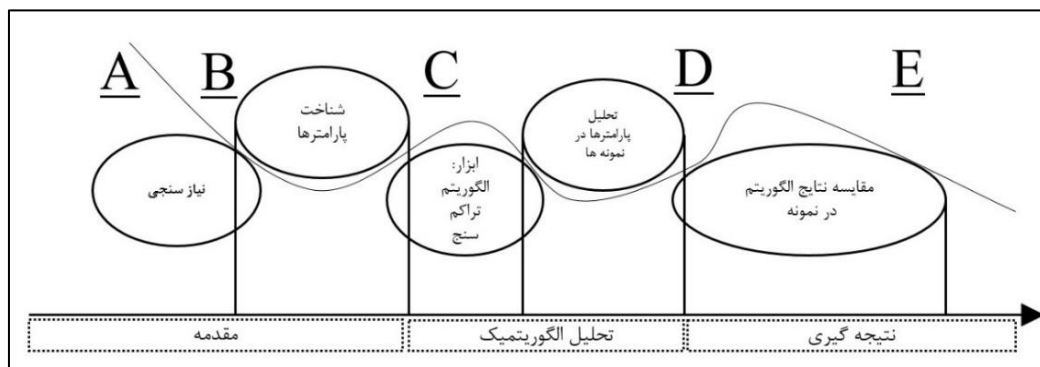 A
B
C
D
E
نیاز سنجی
شناخت
پارامترها
ابزار:
الگوریتم
تراکم
سنج
تحلیل
پارامترها در
نمونه ها
مقایسه نتایج الگوریتم
در نمونه
مقدمه
تحلیل الگوریتمیک
نتیجه گیری